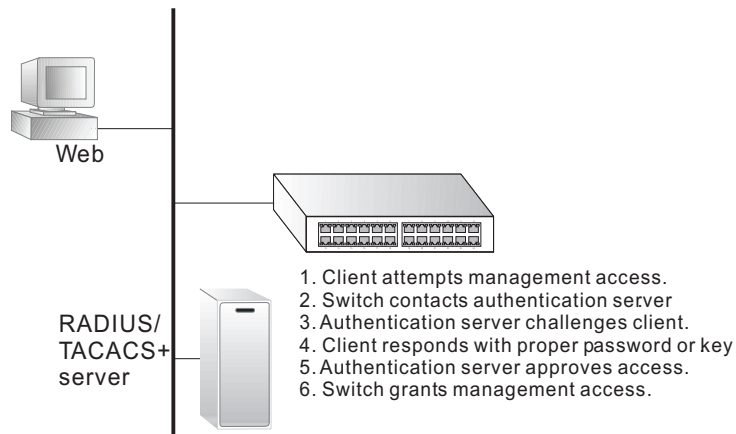 Web
1. Client attempts management access.
2. Switch contacts authentication server
3. Authentication server challenges client.
4. Client responds with proper password or key
5. Authentication server approves access.
6. Switch grants management access.
RADIUS/
TACACS+
server